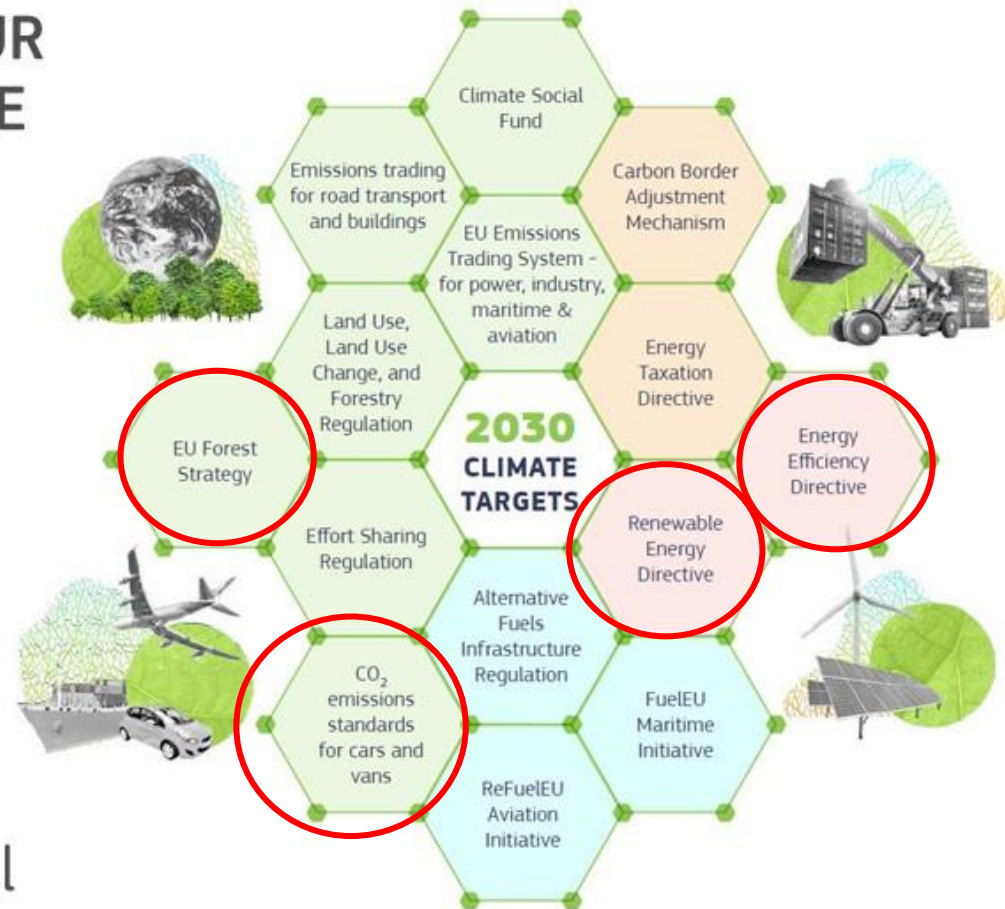 UR
E
Climate Social
Fund
Emissions trading
for road transport
and buildings
Carbon Border
Adjustment
Mechanism
EU Emissions
Trading System -
for power, industry,
maritime &
aviation
Land Use,
Land Use
Change, and
Forestry
Regulation
Energy
Taxation
Directive
EU Forest
Strategy
2030
CLIMATE
TARGETS
Energy
Efficiency
Directive
Effort Sharing
Regulation
Renewable
Energy
Directive
Alternative
Fuels
Infrastructure
Regulation
CO₂
emissions
standards
for cars and
vans
FuelEU
Maritime
Initiative
ReFuelEU
Aviation
Initiative
l